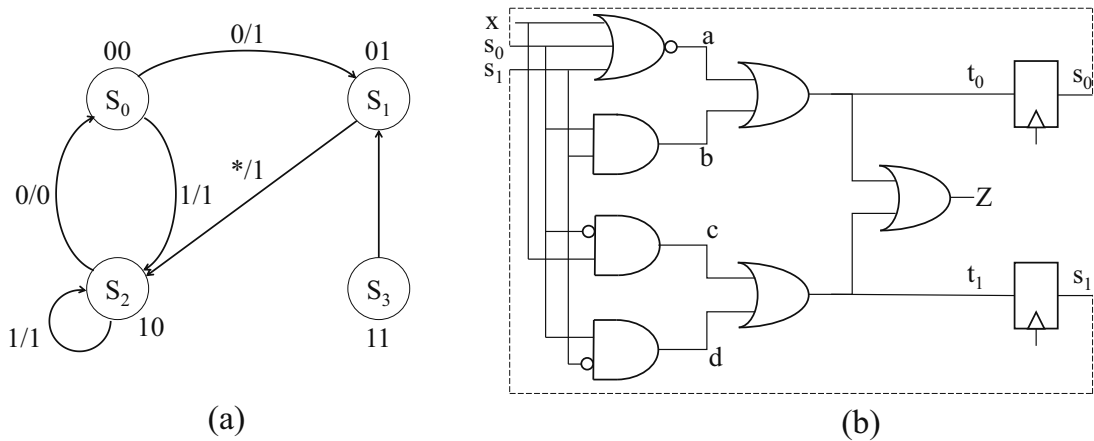 00
0/1
01
S₀
S₁
*/1
0/0
1/1
S₂
S₃
1/1
10
11
(a)
x
s₀
s₁
a
b
c
d
t₀
s₀
Z
t₁
s₁
(b)